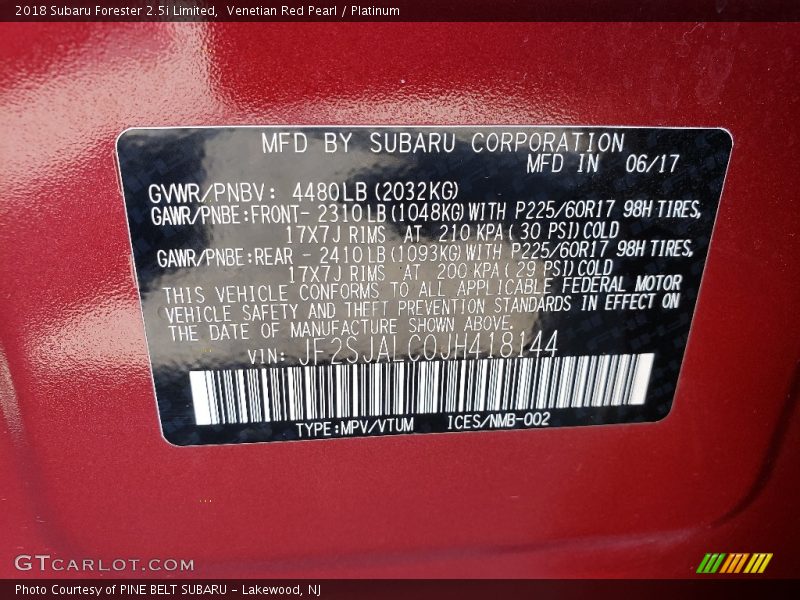 2018 Subaru Forester 2.5i Limited,  Venetian Red Pearl / Platinum
MFD BY SUBARU CORPORATION
MFD IN 06/17
GVWR/PNBV: 4480LB (2032KG)
GAWR/PNBE:FRONT- 2310LB (1048KG) WITH P225/60R17 98H TIRES,
17X7J RIMS AT 210 KPA ( 30 PSI) COLD
GAWR/PNBE:REAR - 2410LB (1093KG) WITH P225/60R17 98H TIRES,
17X7J RIMS AT 200 KPA ( 29 PSI) COLD
THIS VEHICLE CONFORMS TO ALL APPLICABLE FEDERAL MOTOR
VEHICLE SAFETY AND THEFT PREVENTION STANDARDS IN EFFECT ON
THE DATE OF MANUFACTURE SHOWN ABOVE.
VIN: JF2SJALC0JH418144
TYPE:MPV/VTUM ICES/NMB-002
GTCARLOT.COM
Photo Courtesy of PINE BELT SUBARU - Lakewood, NJ